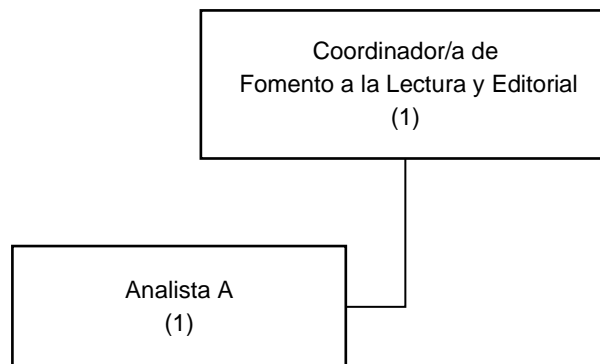 Coordinador/a de
Fomento a la Lectura y Editorial
(1)
Analista A
(1)